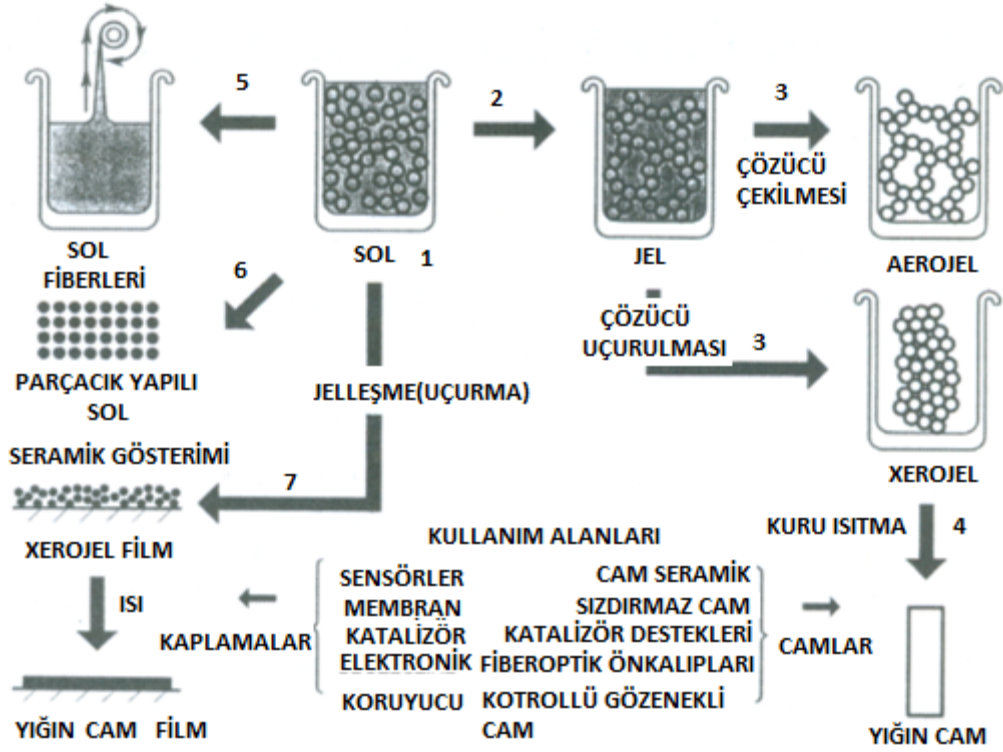 5
2
3
ÇÖZÜCÜ
ÇEKİLMESİ
SOL
FİBERLERİ
SOL 1
JEL
AEROJEL
6
ÇÖZÜCÜ
UÇURULMASI 3
PARÇACIK YAPILI
SOL
JELLEŞME(UÇURMA)
SERAMİK GÖSTERİMİ
7
XEROJEL
XEROJEL FİLM
KURU ISITMA 4
ISI
KULLANIM ALANLARI
KAPLAMALAR
SENSÖRLER
MEMBRAN
KATALİZÖR
ELEKTRONİK
KORUYUCU
CAM SERAMİK
SIZDIRMAZ CAM
KATALİZÖR DESTEKLERİ
FİBEROPTİK ÖNKALIPLARI
KOTROLLÜ GÖZENEKLİ
CAM
CAMLAR
YIĞIN CAM FİLM
YIĞIN CAM